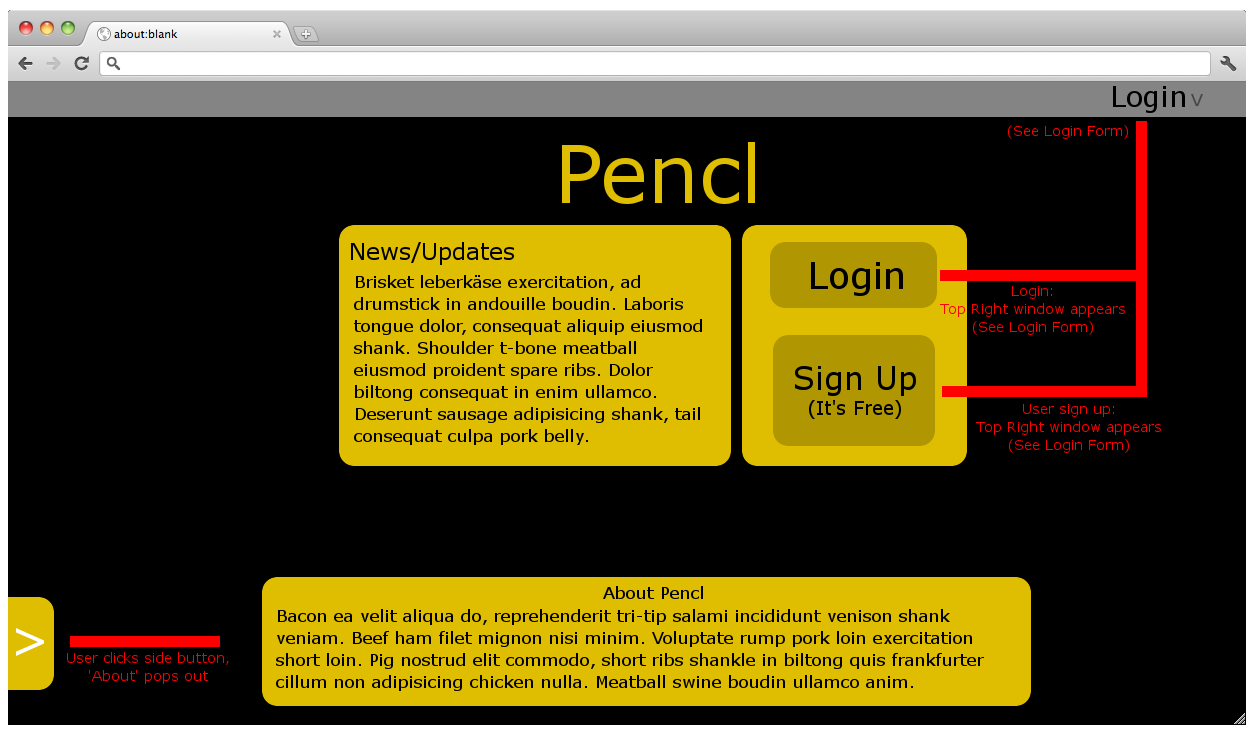 about:blank
Login v
(See Login Form)
Pencl
News/Updates
Brisket leberkäse exercitation, ad
drumstick in andouille boudin. Laboris
tongue dolor, consequat aliquip eiusmod
shank. Shoulder t-bone meatball
eiusmod proident spare ribs. Dolor
biltong consequat in enim ullamco.
Deserunt sausage adipisicing shank, tail
consequat culpa pork belly.
Login
Sign Up
(It's Free)
Login:
Top Right window appears
(See Login Form)
User sign up:
Top Right window appears
(See Login Form)
>
User clicks side button,
'About' pops out
About Pencl
Bacon ea velit aliqua do, reprehenderit tri-tip salami incididunt venison shank
veniam. Beef ham filet mignon nisi minim. Voluptate rump pork loin exercitation
short loin. Pig nostrud elit commodo, short ribs shankle in biltong quis frankfurter
cillum non adipisicing chicken nulla. Meatball swine boudin ullamco anim.